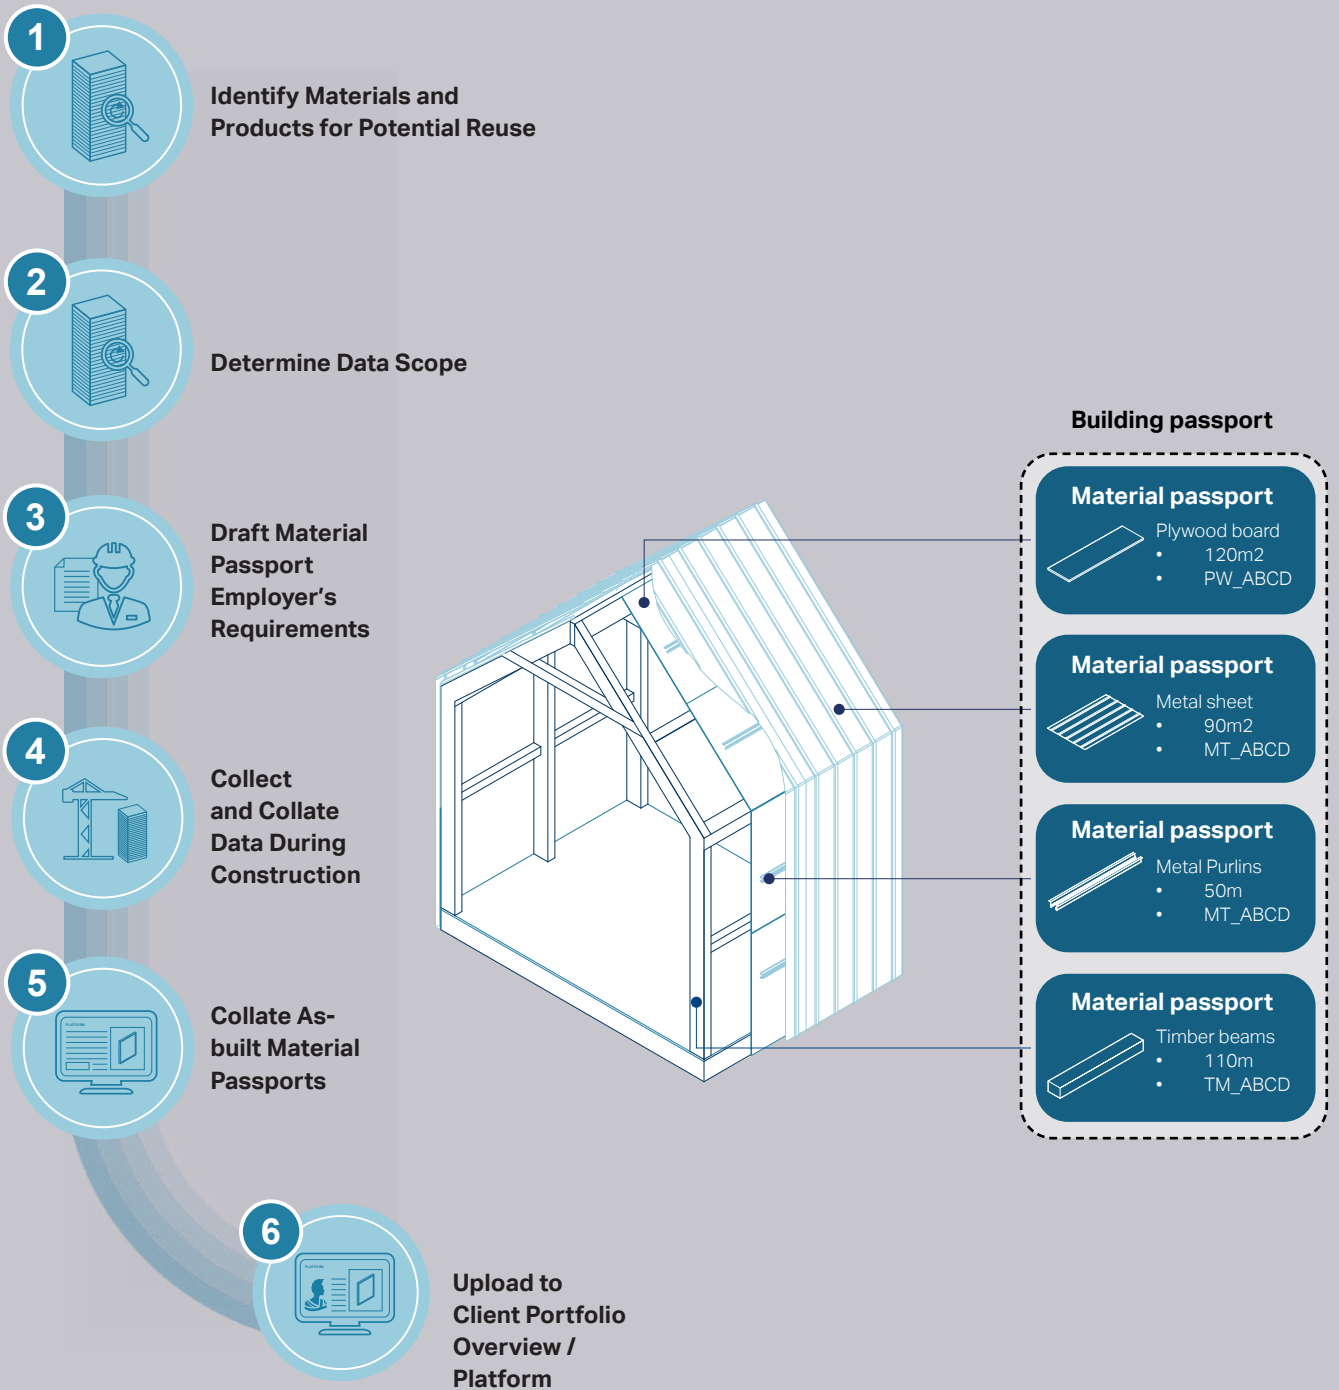 1
Identify Materials and
Products for Potential Reuse
2
Determine Data Scope
3
Draft Material
Passport
Employer's
Requirements
4
Collect
and Collate
Data During
Construction
5
PLATFORM
Collate As-
built Material
Passports
6
PLATFORM
Upload to
Client Portfolio
Overview /
Platform
Building passport
Material passport
Plywood board
• 120m2
• PW_ABCD
Material passport
Metal sheet
• 90m2
• MT_ABCD
Material passport
Metal Purlins
• 50m
• MT_ABCD
Material passport
Timber beams
• 110m
• TM_ABCD